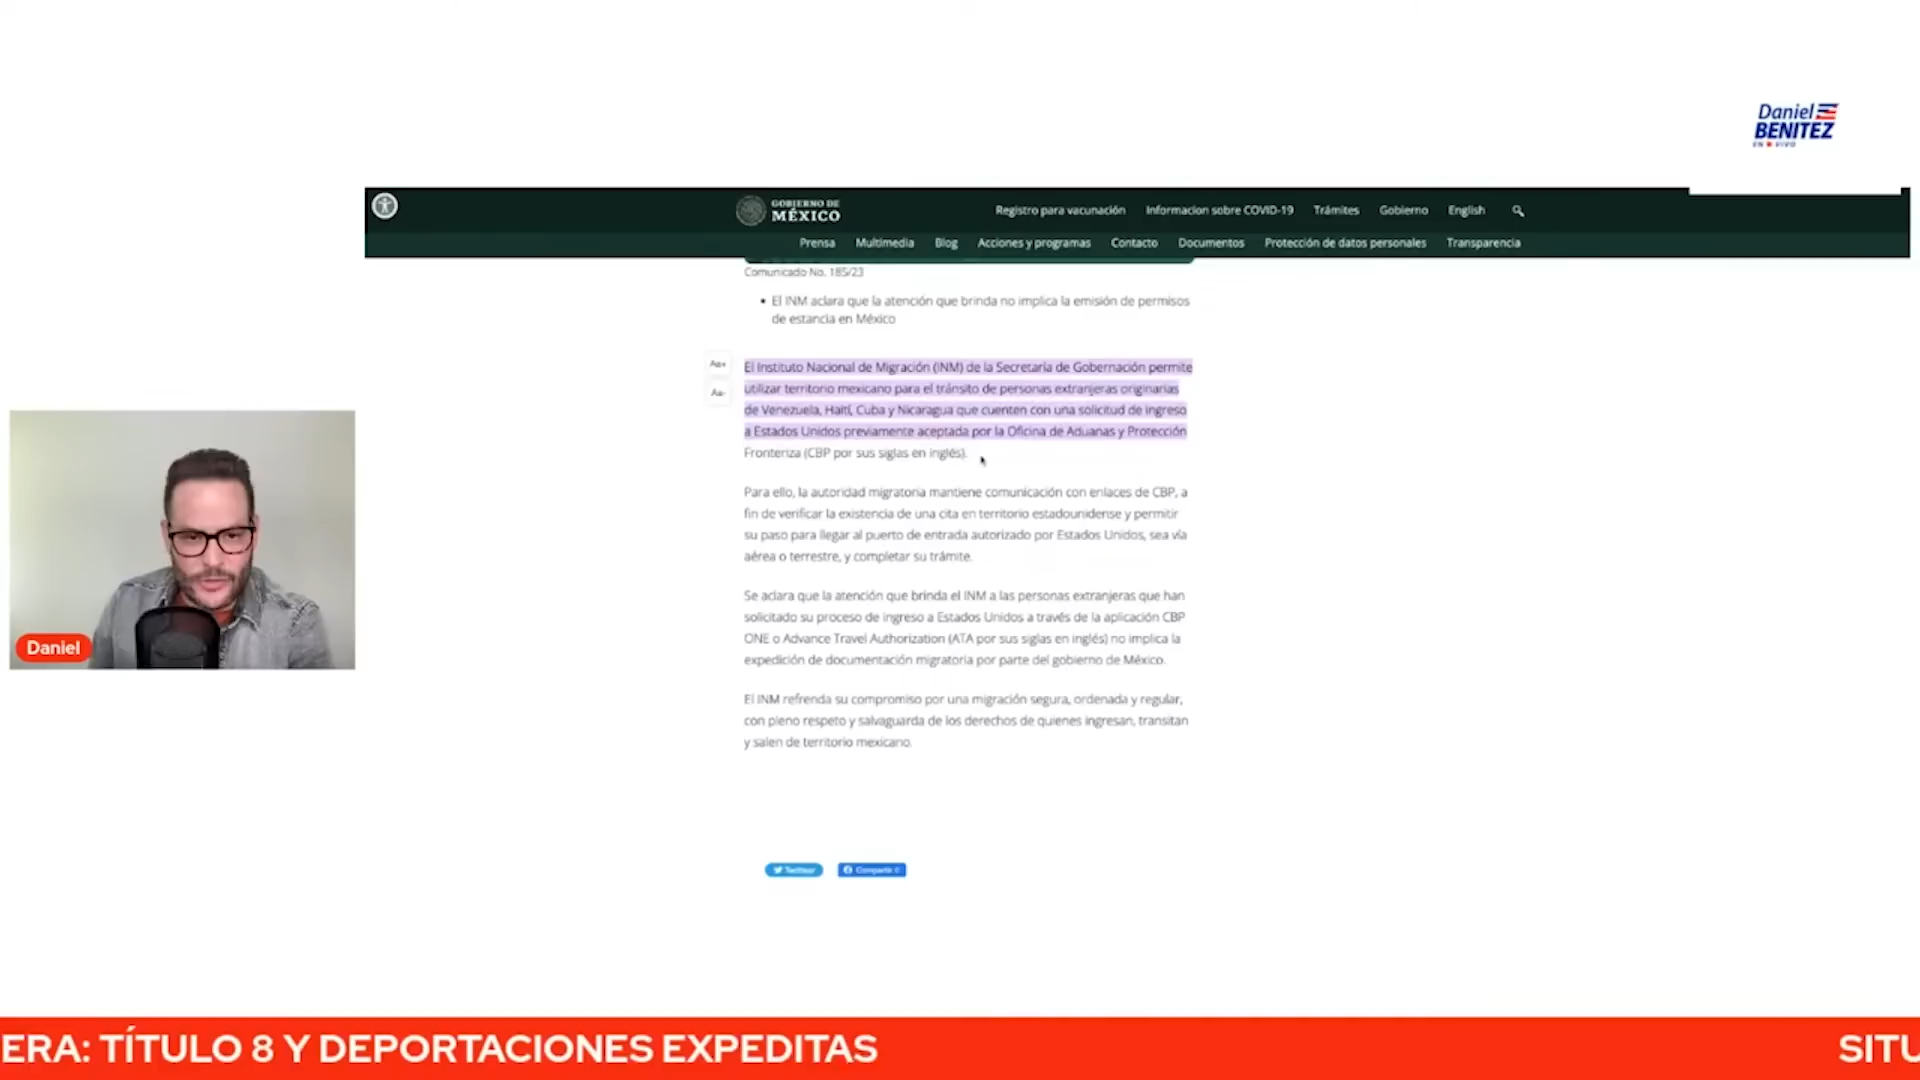 Daniel
BENITEZ
EN VIVO
GOBIERNO DE
MÉXICO
Registro para vacunación
Informacion sobre COVID-19
Trámites
Gobierno
English
Prensa
Multimedia
Blog
Acciones y programas
Contacto
Documentos
Protección de datos personales
Transparencia
Comunicado No. 185/23
• El INM aclara que la atención que brinda no implica la emisión de permisos
de estancia en México
Aa+
Aa-
El Instituto Nacional de Migración (INM) de la Secretaría de Gobernación permite
utilizar territorio mexicano para el tránsito de personas extranjeras originarias
de Venezuela, Haití, Cuba y Nicaragua que cuenten con una solicitud de ingreso
a Estados Unidos previamente aceptada por la Oficina de Aduanas y Protección
Fronteriza (CBP por sus siglas en inglés).
Para ello, la autoridad migratoria mantiene comunicación con enlaces de CBP, a
fin de verificar la existencia de una cita en territorio estadounidense y permitir
su paso para llegar al puerto de entrada autorizado por Estados Unidos, sea vía
aérea o terrestre, y completar su trámite.
Se aclara que la atención que brinda el INM a las personas extranjeras que han
solicitado su proceso de ingreso a Estados Unidos a través de la aplicación CBP
ONE o Advance Travel Authorization (ATA por sus siglas en inglés) no implica la
expedición de documentación migratoria por parte del gobierno de México.
El INM refrenda su compromiso por una migración segura, ordenada y regular,
con pleno respeto y salvaguarda de los derechos de quienes ingresan, transitan
y salen de territorio mexicano.
Twittear
Compartir 0
Daniel
ERA: TÍTULO 8 Y DEPORTACIONES EXPEDITAS
SITU